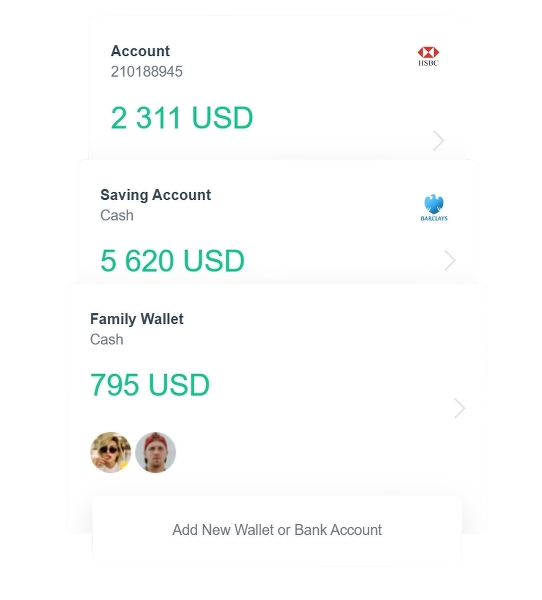 Account
210188945
HSBC
2 311 USD
Saving Account
Cash
BARCLAYS
5 620 USD
Family Wallet
Cash
795 USD
Add New Wallet or Bank Account